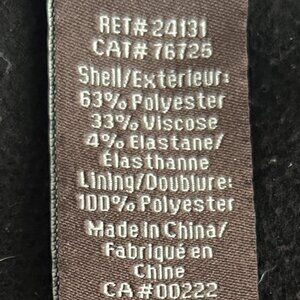 RET# 24131
CAT# 76725
Shell/Extérieur:
63% Polyester
33% Viscose
4% Elastane/
Élasthanne
Lining/Doublure:
100% Polyester
Made in China/
Fabriqué en
Chine
CA # 00222